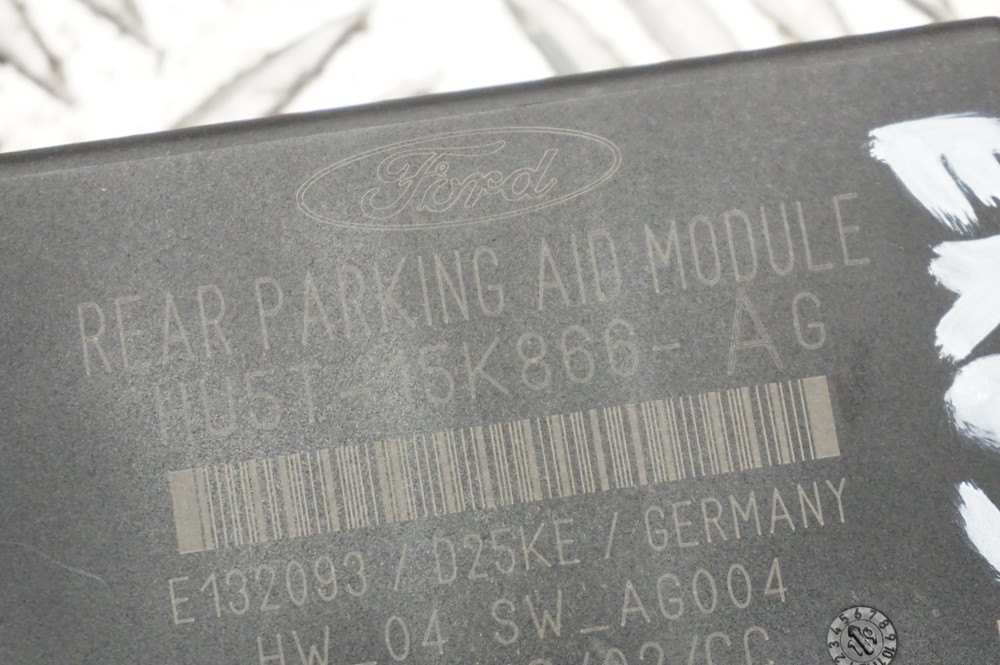 Ford
REAR PARKING AID MODULE
HU5T-15K866- AG
E132093 / D25KE / GERMANY
HW_04 SW_AG004